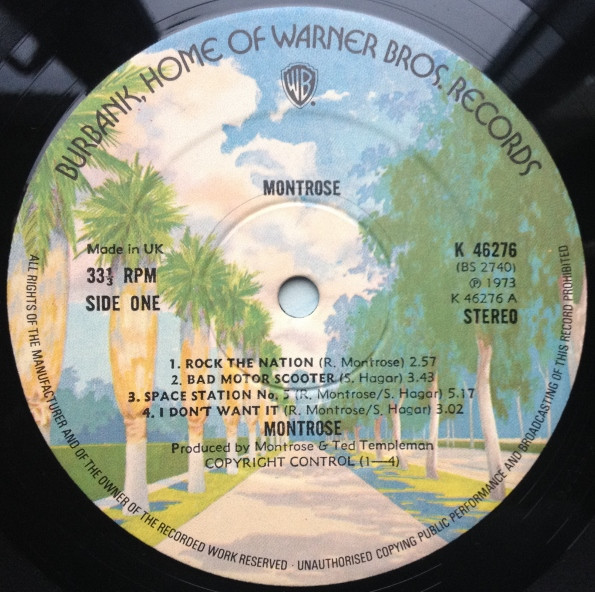 BURBANK, HOME OF WARNER BROS. RECORDS
WB
MONTROSE
Made in UK
33⅓ RPM
SIDE ONE
K 46276
(BS 2740)
℗ 1973
K 46276 A
STEREO
1. ROCK THE NATION (R. Montrose) 2.57
2. BAD MOTOR SCOOTER (S. Hagar) 3.43
3. SPACE STATION No. 5 (R. Montrose/S. Hagar) 5.17
4. I DON'T WANT IT (R. Montrose/S. Hagar) 3.02
MONTROSE
Produced by Montrose & Ted Templeman
COPYRIGHT CONTROL (1—4)
ALL RIGHTS OF THE MANUFACTURER AND OF THE OWNER OF THE RECORDED WORK RESERVED · UNAUTHORISED COPYING PUBLIC PERFORMANCE AND BROADCASTING OF THIS RECORD PROHIBITED